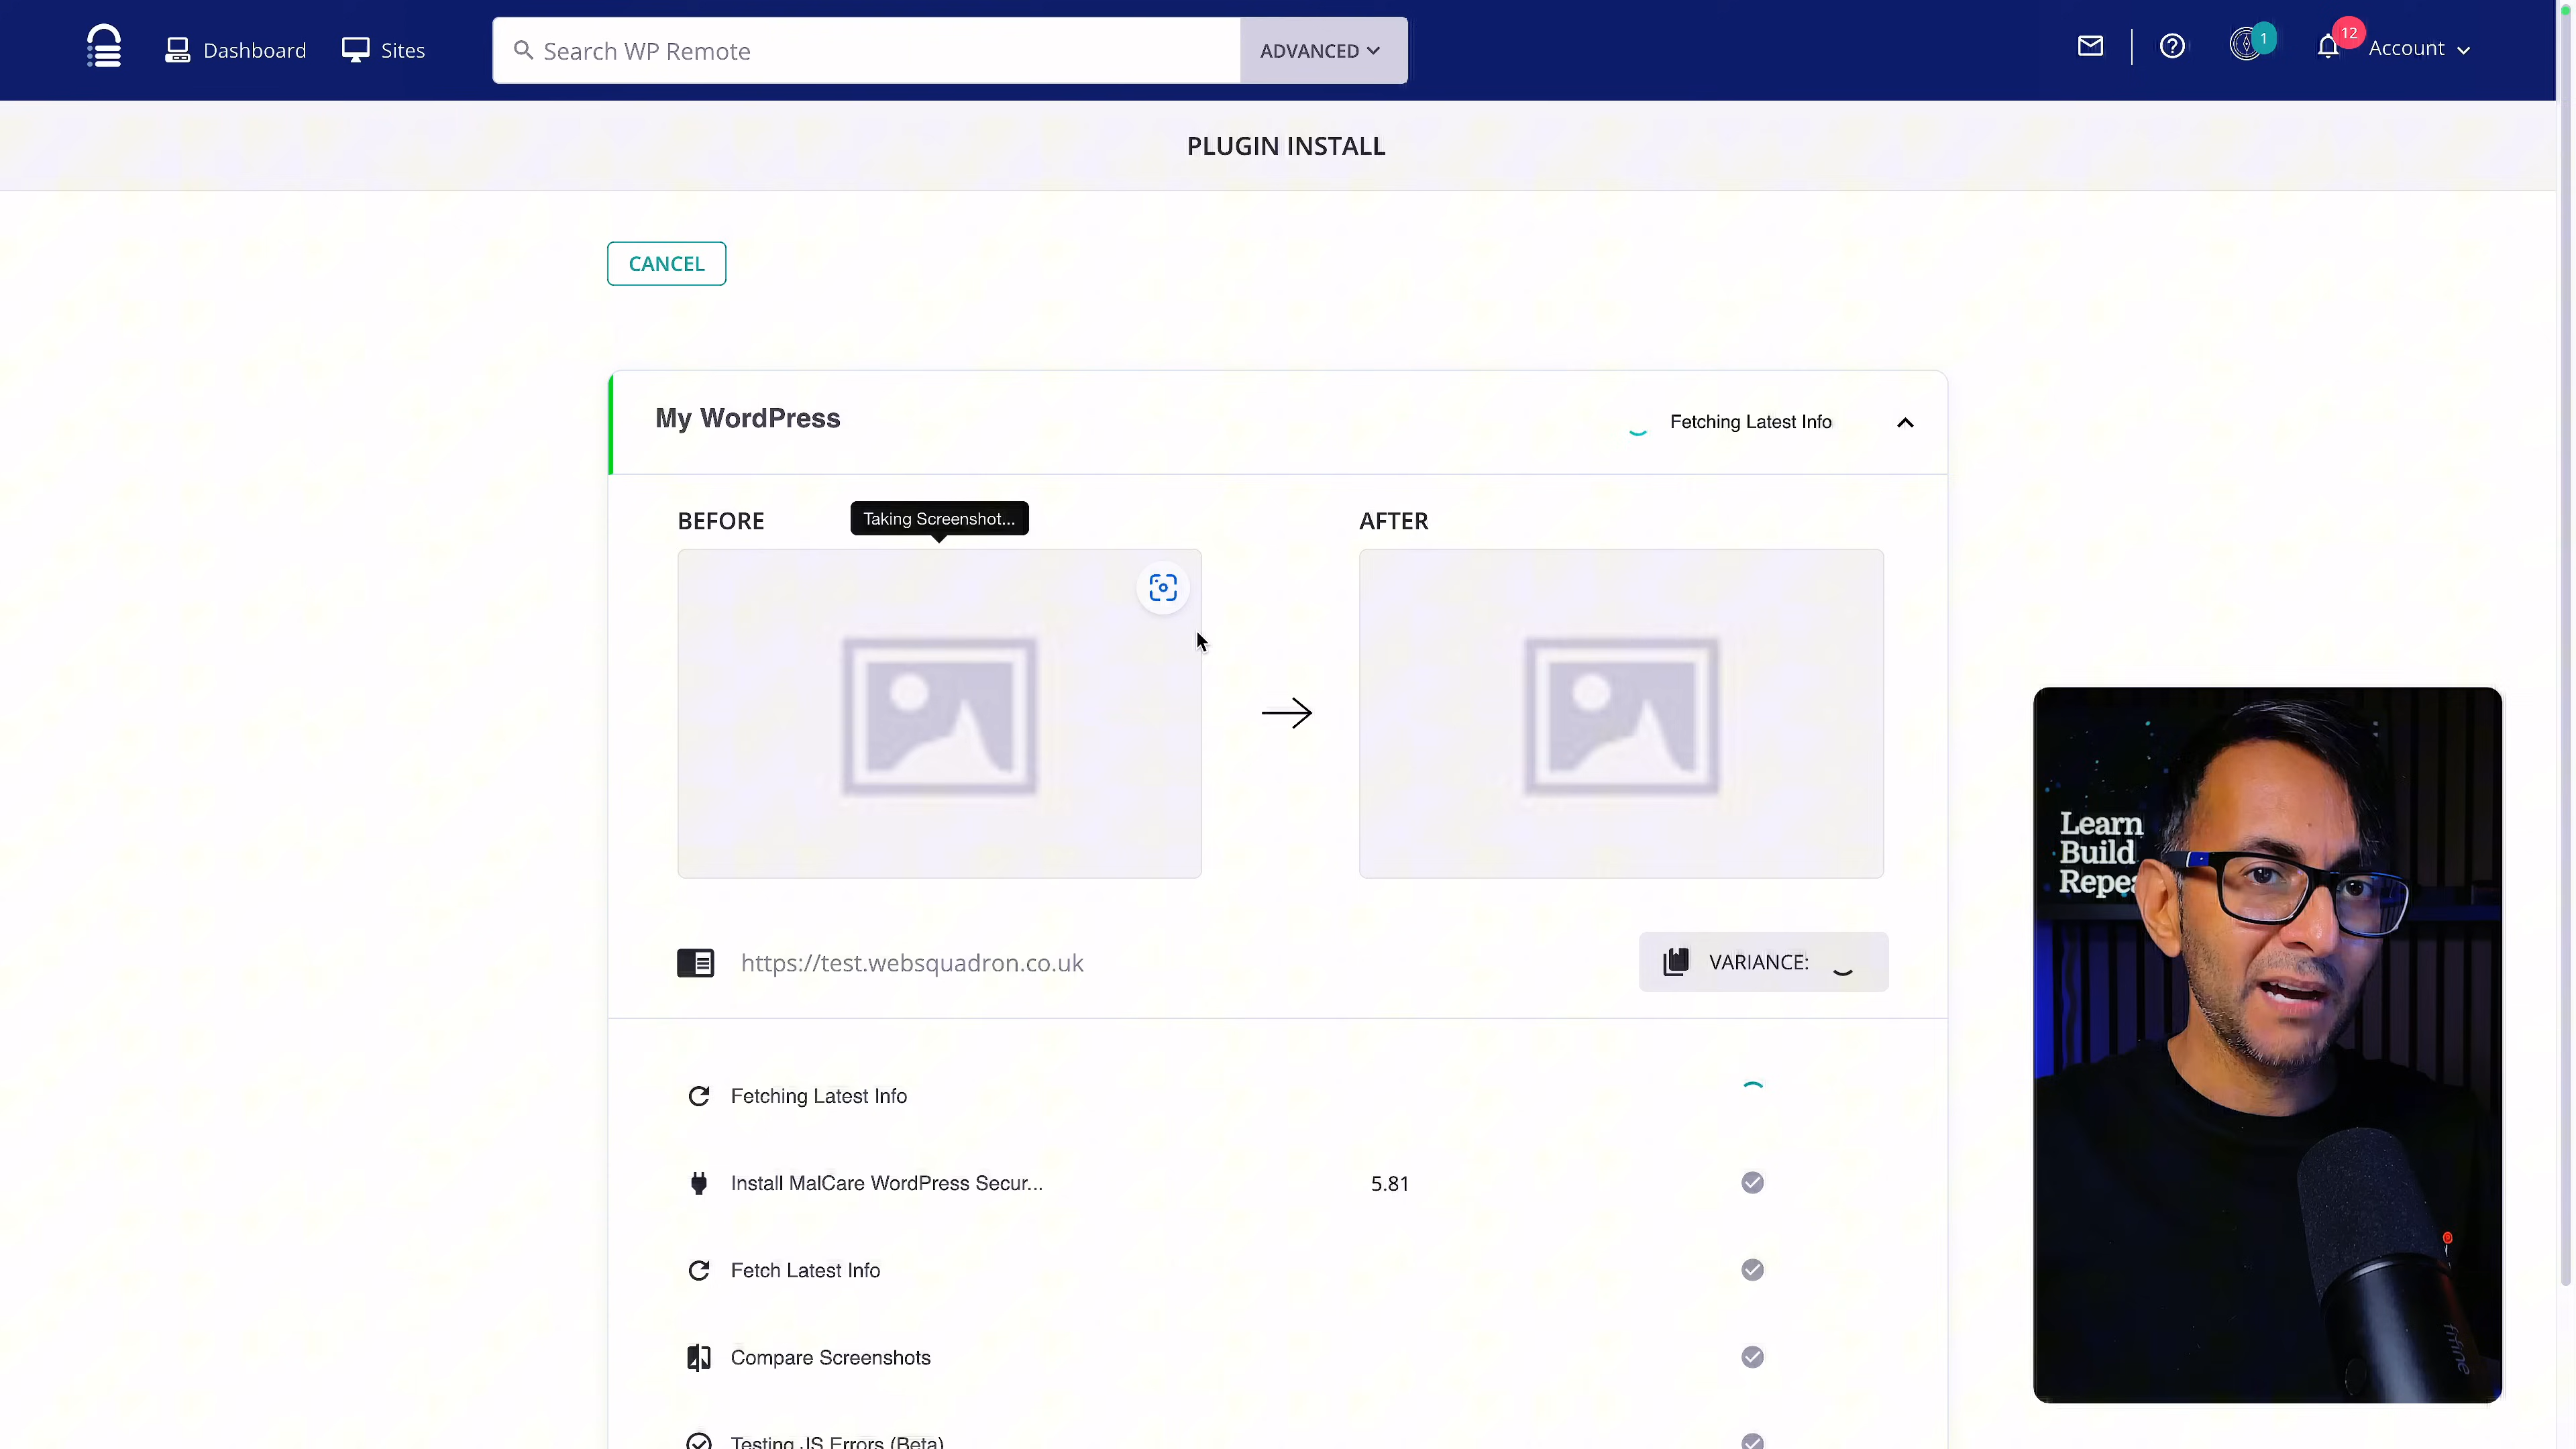 Dashboard
Sites
Search WP Remote
ADVANCED
1
12
Account
PLUGIN INSTALL
CANCEL
My WordPress
Fetching Latest Info
BEFORE
Taking Screenshot...
AFTER
https://test.websquadron.co.uk
VARIANCE:
Fetching Latest Info
Install MalCare WordPress Secur...
5.81
Fetch Latest Info
Compare Screenshots
Testing JS Errors (Beta)
Learn
Build
Repea
fifine